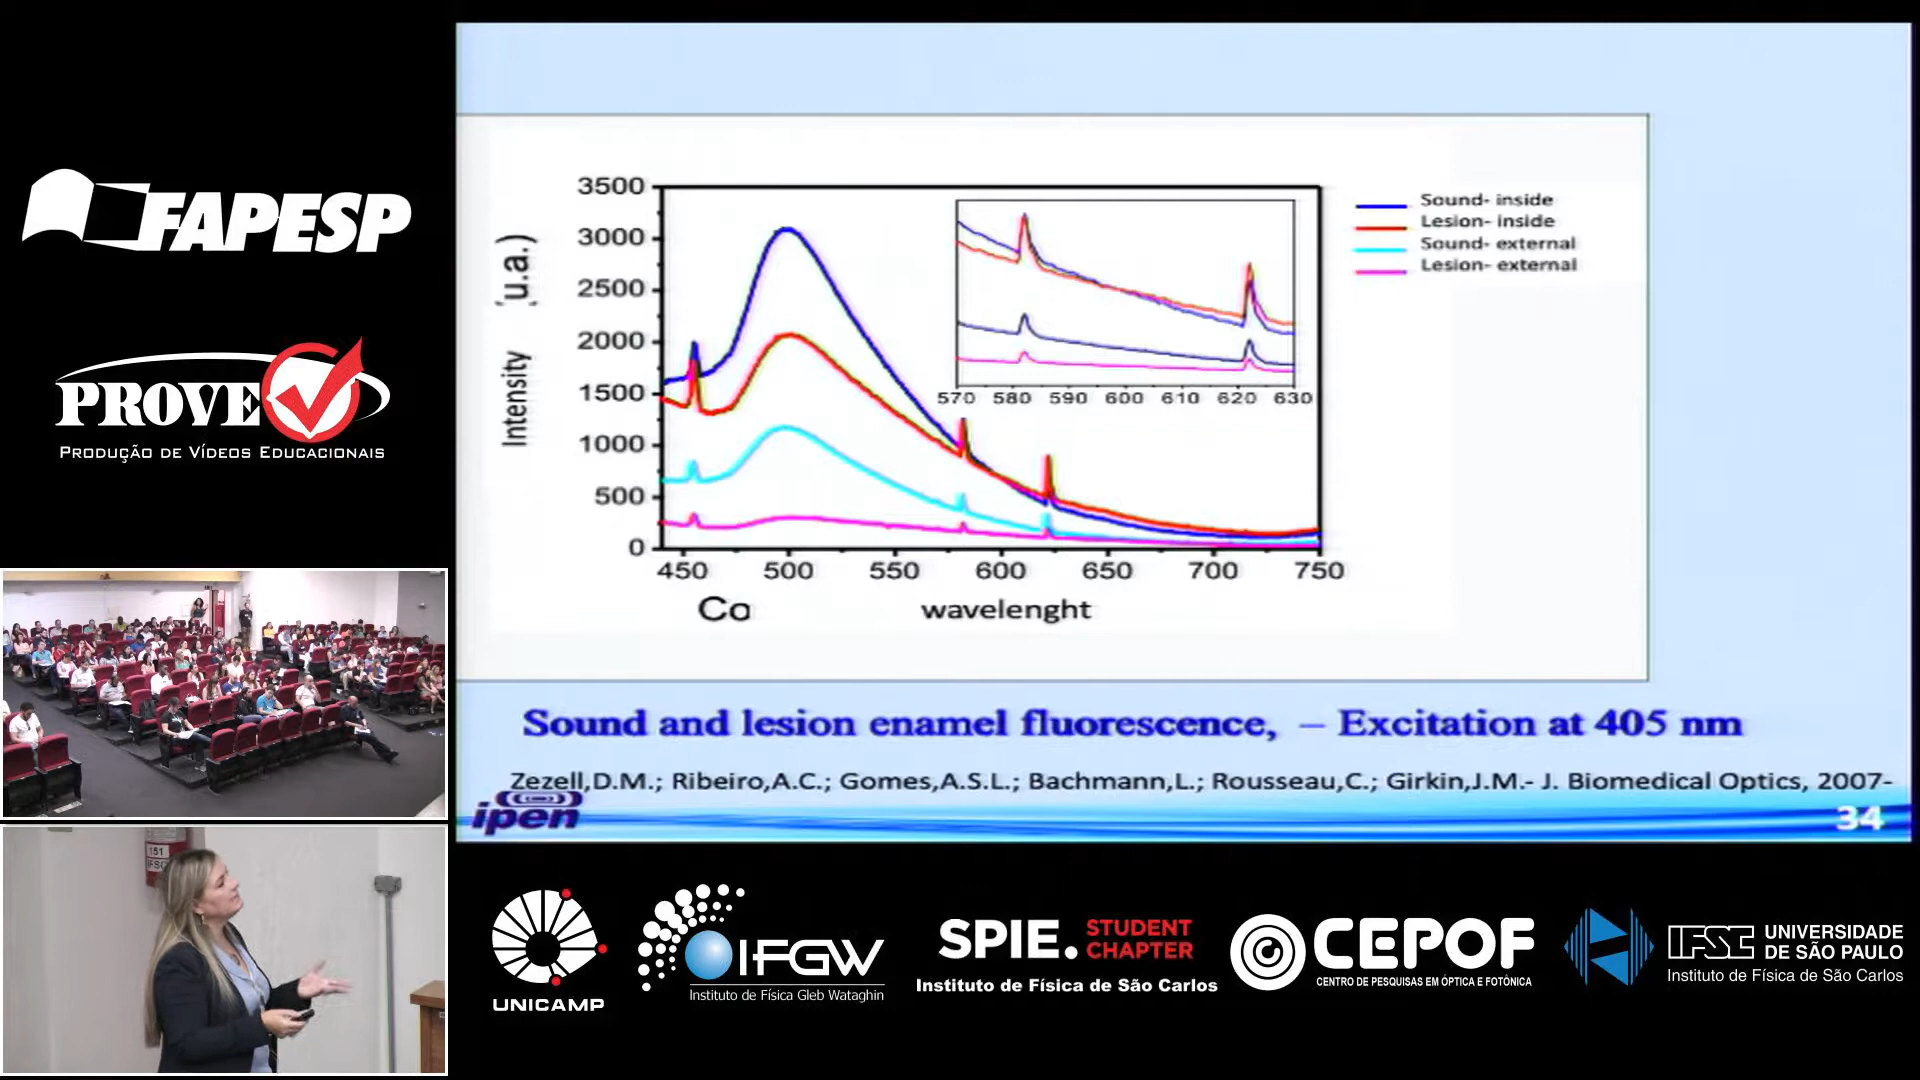 FAPESP
PROVE
PRODUÇÃO DE VÍDEOS EDUCACIONAIS
3500
3000
2500
2000
1500
1000
500
0
Intensity (u.a.)
450 500 550 600 650 700 750
Co
wavelenght
570 580 590 600 610 620 630
Sound- inside
Lesion- inside
Sound- external
Lesion- external
Sound and lesion enamel fluorescence, – Excitation at 405 nm
Zezell,D.M.; Ribeiro,A.C.; Gomes,A.S.L.; Bachmann,L.; Rousseau,C.; Girkin,J.M.- J. Biomedical Optics, 2007-
ipen
34
151
IFSC
UNICAMP
IFGW
Instituto de Física Gleb Wataghin
SPIE. STUDENT
CHAPTER
Instituto de Física de São Carlos
CEPOF
CENTRO DE PESQUISAS EM ÓPTICA E FOTÔNICA
IFSC
UNIVERSIDADE
DE SÃO PAULO
Instituto de Física de São Carlos